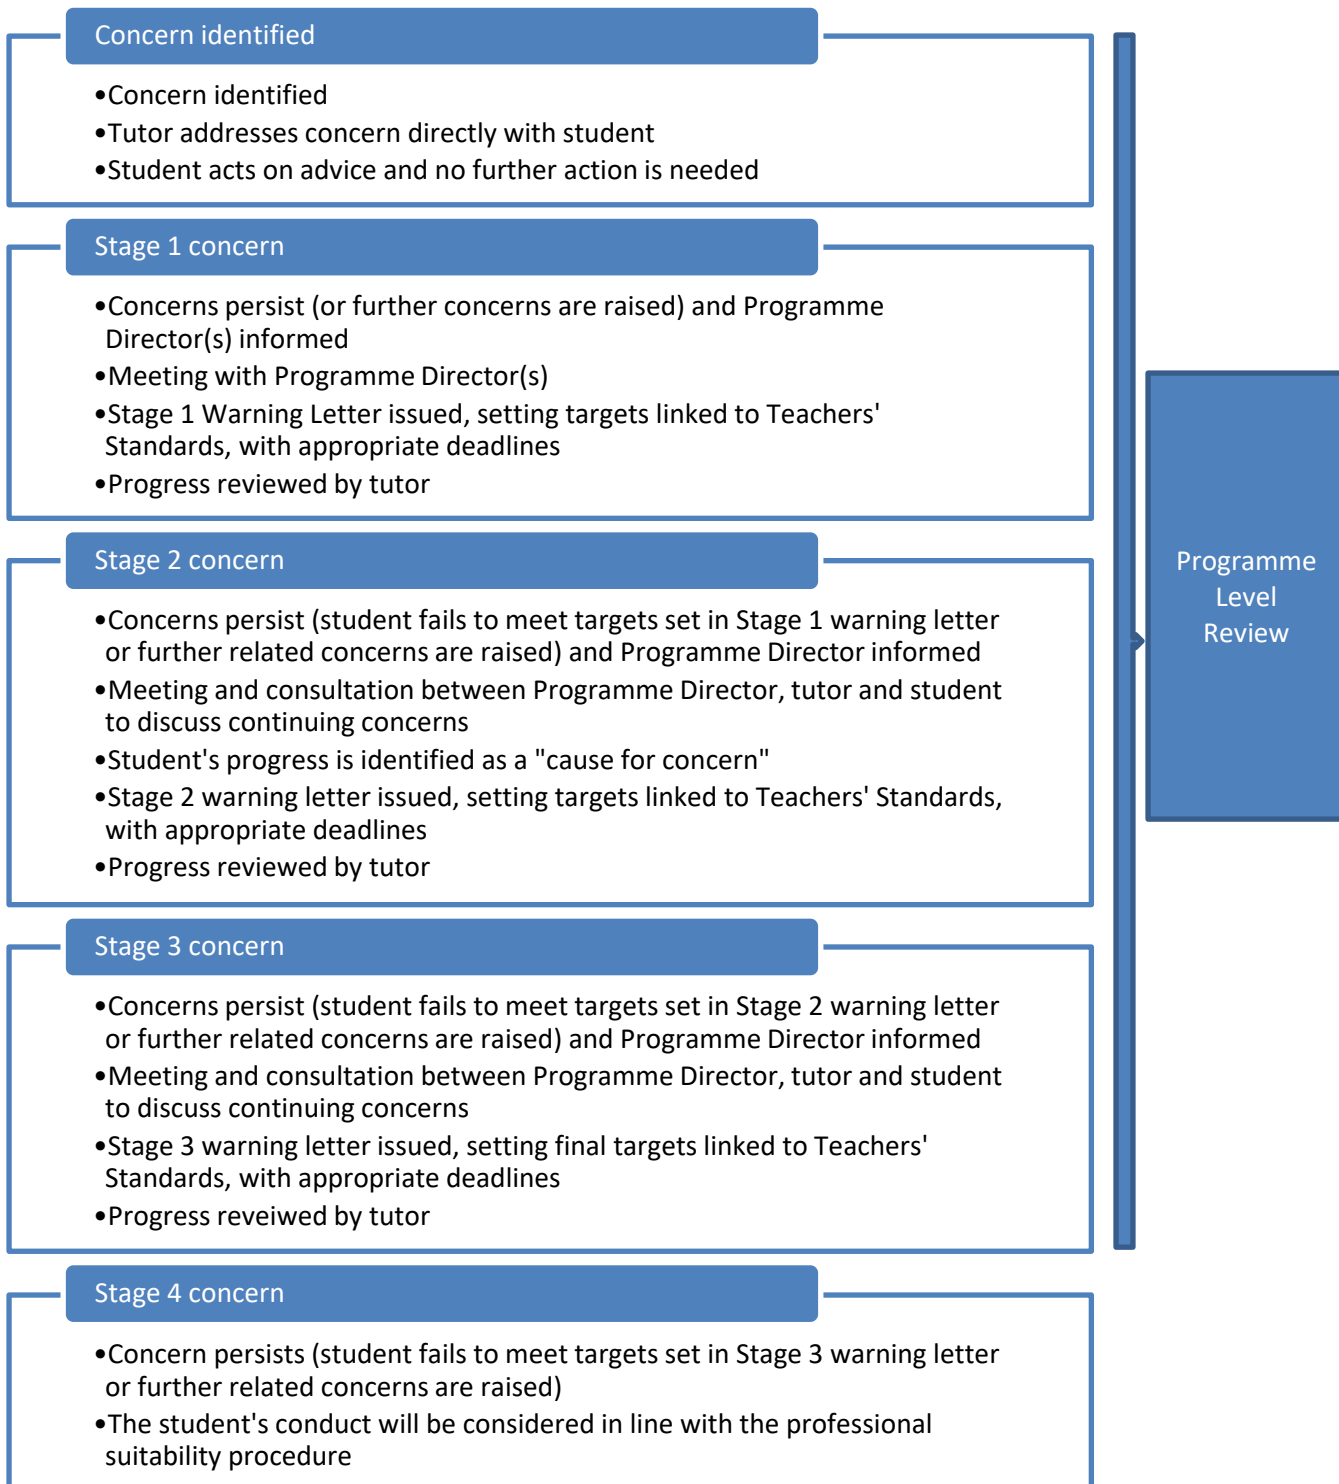 Concern identified
•Concern identified
•Tutor addresses concern directly with student
•Student acts on advice and no further action is needed
Stage 1 concern
•Concerns persist (or further concerns are raised) and Programme
Director(s) informed
•Meeting with Programme Director(s)
•Stage 1 Warning Letter issued, setting targets linked to Teachers'
Standards, with appropriate deadlines
•Progress reviewed by tutor
Stage 2 concern
•Concerns persist (student fails to meet targets set in Stage 1 warning letter
or further related concerns are raised) and Programme Director informed
•Meeting and consultation between Programme Director, tutor and student
to discuss continuing concerns
•Student's progress is identified as a "cause for concern"
•Stage 2 warning letter issued, setting targets linked to Teachers' Standards,
with appropriate deadlines
•Progress reviewed by tutor
Stage 3 concern
•Concerns persist (student fails to meet targets set in Stage 2 warning letter
or further related concerns are raised) and Programme Director informed
•Meeting and consultation between Programme Director, tutor and student
to discuss continuing concerns
•Stage 3 warning letter issued, setting final targets linked to Teachers'
Standards, with appropriate deadlines
•Progress reveiwed by tutor
Stage 4 concern
•Concern persists (student fails to meet targets set in Stage 3 warning letter
or further related concerns are raised)
•The student's conduct will be considered in line with the professional
suitability procedure
Programme
Level
Review